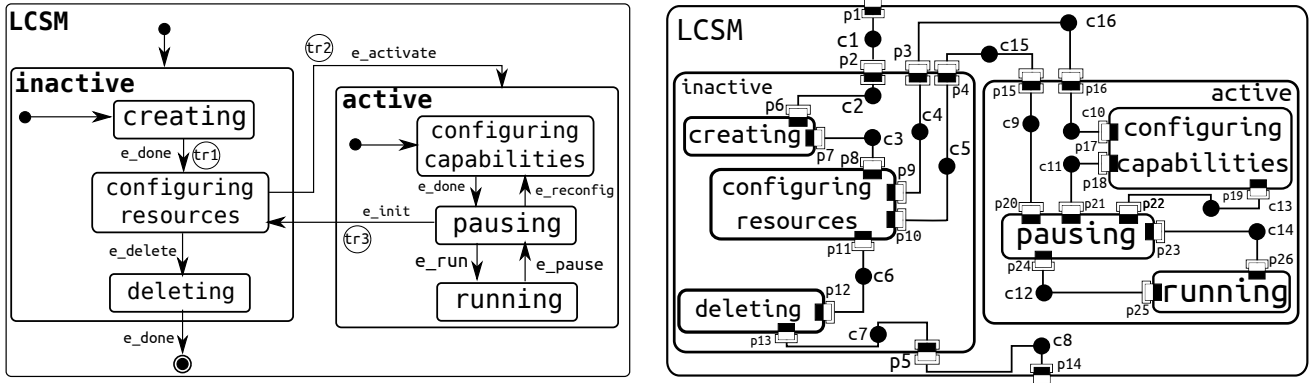 LCSM
inactive
creating
e_done
tr1
configuring
resources
e_delete
deleting
e_done
tr2
e_activate
active
configuring
capabilities
e_done
e_reconfig
e_init
tr3
pausing
e_run
e_pause
running
LCSM
p1
c1
p2
p3
c16
c15
p4
inactive
c2
p6
creating
p7
c3
c4
p8
p9
c5
configuring
resources
p10
p11
c6
deleting
p12
p13
c7
p5
c8
p14
p15
p16
active
c9
c10
p17
configuring
c11
capabilities
p18
p19
p20
p21
p22
c13
pausing
p23
c14
p24
p26
c12
p25
running